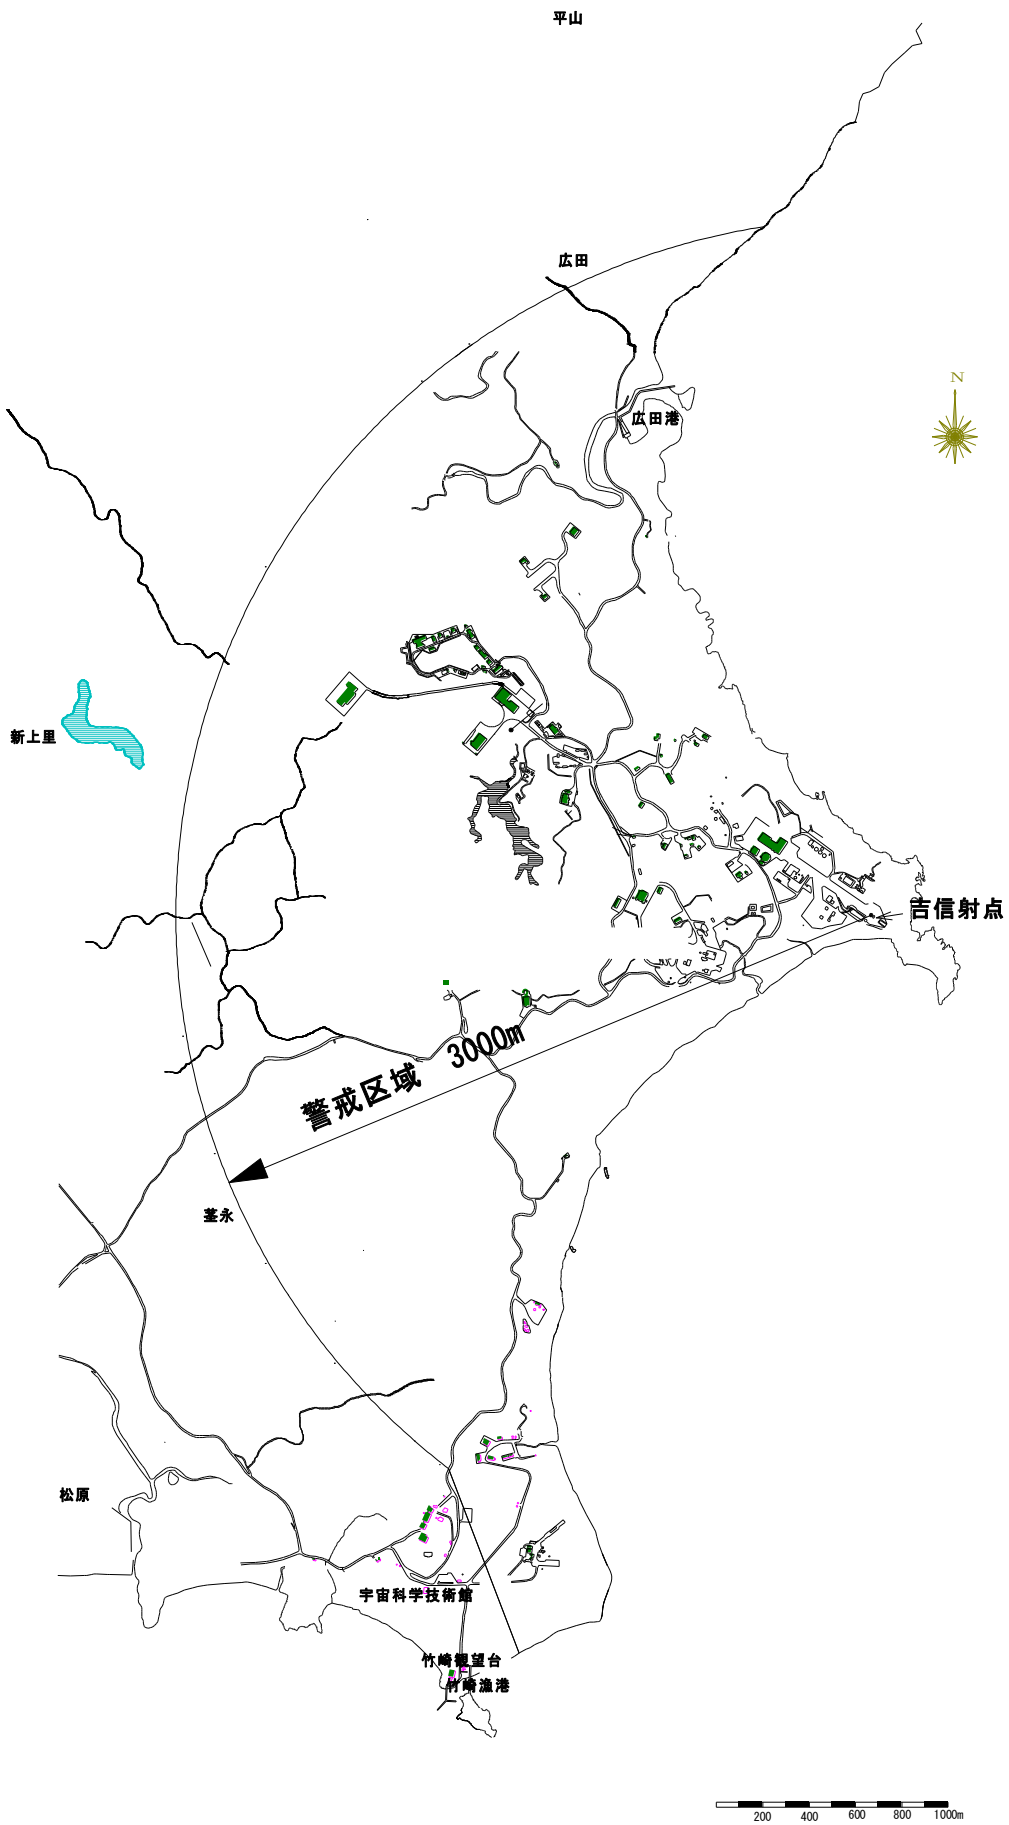 平山
広田
N
広田港
新上里
吉信射点
警戒区域 3000m
茎永
松原
宇宙科学技術館
竹崎観望台
竹崎漁港
200 400 600 800 1000m